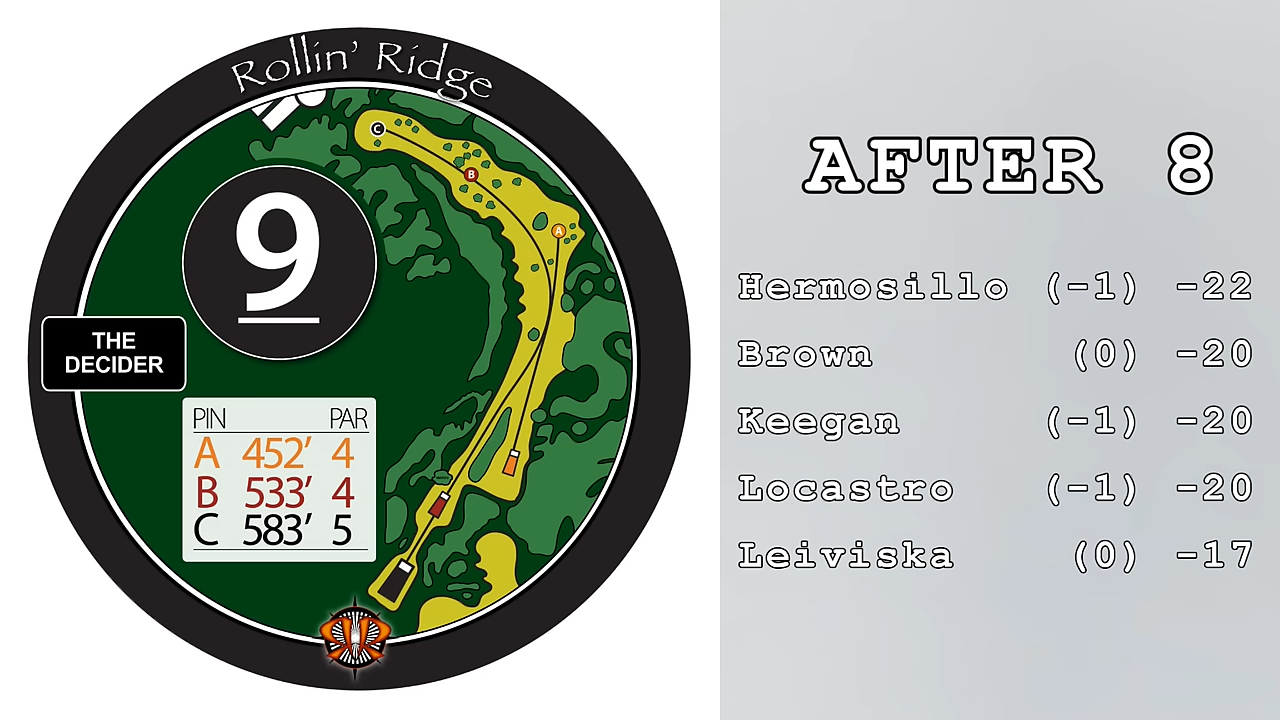 Rollin' Ridge
C
B
A
9
THE
DECIDER
PIN PAR
A 452' 4
B 533' 4
C 583' 5
AFTER 8
Hermosillo (-1) -22
Brown (0) -20
Keegan (-1) -20
Locastro (-1) -20
Leiviska (0) -17